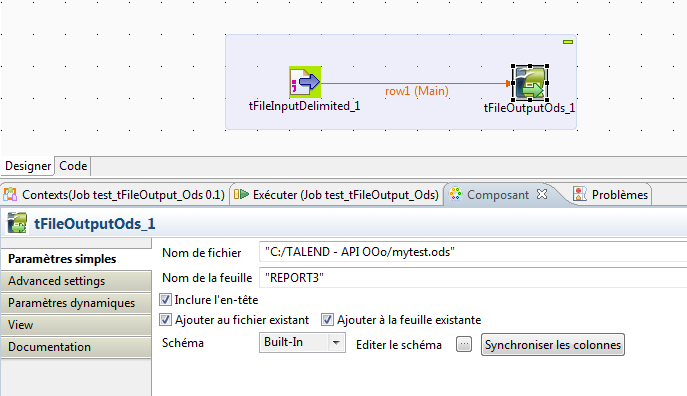 row1 (Main)
tFileInputDelimited_1
tFileOutputOds_1
Designer Code
Contexts(Job test_tFileOutput_Ods 0.1) Exécuter (Job test_tFileOutput_Ods) Composant Problèmes
tFileOutputOds_1
Paramètres simples
Advanced settings
Paramètres dynamiques
View
Documentation
Nom de fichier "C:/TALEND - API OOo/mytest.ods"
Nom de la feuille "REPORT3"
Inclure l'en-tête
Ajouter au fichier existant Ajouter à la feuille existante
Schéma Built-In Editer le schéma ... Synchroniser les colonnes